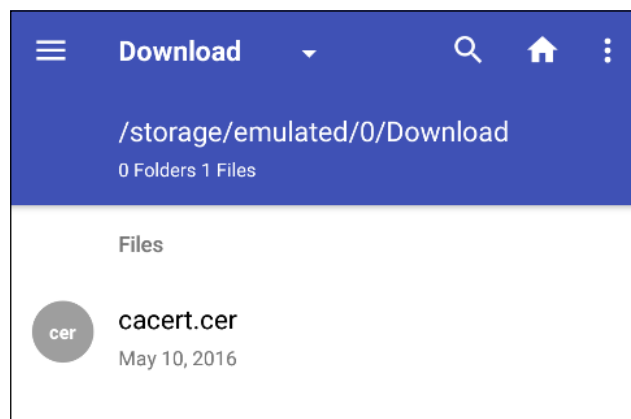 Download
/storage/emulated/0/Download
0 Folders 1 Files
Files
cer
cacert.cer
May 10, 2016